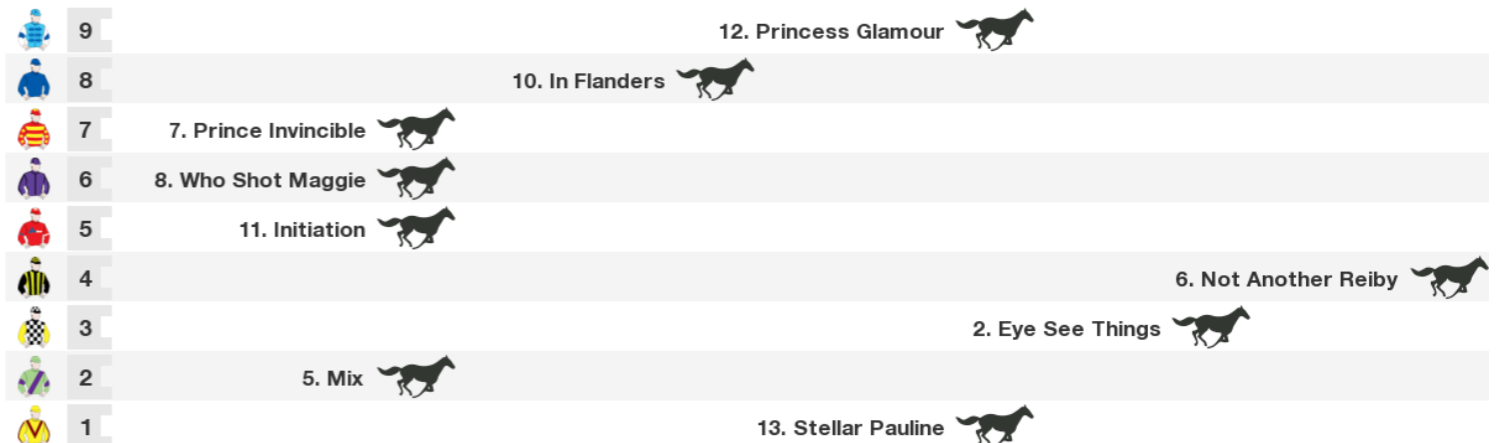 9 12. Princess Glamour
8 10. In Flanders
7 7. Prince Invincible
6 8. Who Shot Maggie
5 11. Initiation
4 6. Not Another Reiby
3 2. Eye See Things
2 5. Mix
1 13. Stellar Pauline